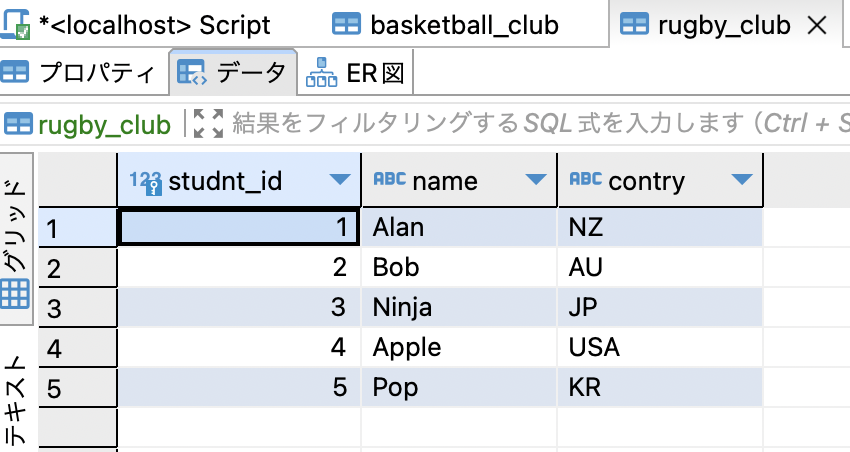 *<localhost> Script basketball_club rugby_club
プロパティ データ ER図
rugby_club 結果をフィルタリングするSQL 式を入力します (Ctrl + S
グリッド
テキスト
123 studnt_id ABC name ABC contry
1 1 Alan NZ
2 2 Bob AU
3 3 Ninja JP
4 4 Apple USA
5 5 Pop KR